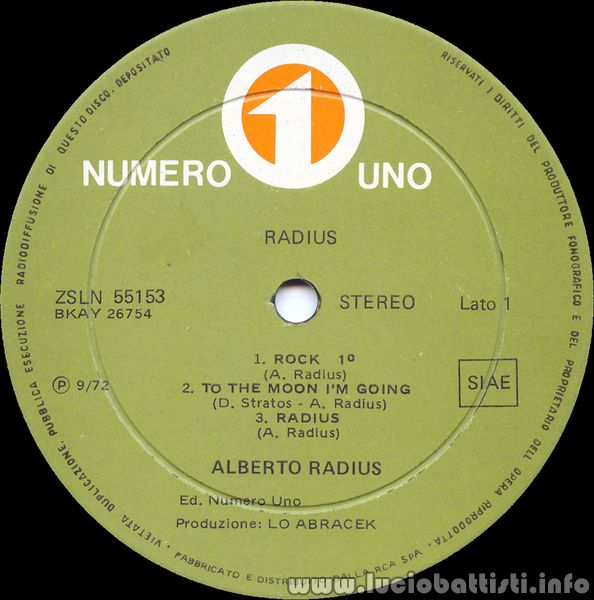 RISERVATI I DIRITTI DEL PRODUTTORE FONOGRAFICO E DEL PROPRIETARIO DELL OPERA RIPRODOTTA - VIETATA DUPLICAZIONE, PUBBLICA ESECUZIONE RADIODIFFUSIONE DI QUESTO DISCO. DEPOSITATO
1
NUMERO UNO
RADIUS
ZSLN 55153
BKAY 26754
STEREO
Lato 1
1. ROCK 1º
(A. Radius)
2. TO THE MOON I'M GOING
(D. Stratos - A. Radius)
3. RADIUS
(A. Radius)
℗ 9/72
SIAE
ALBERTO RADIUS
Ed. Numero Uno
Produzione: LO ABRACEK
FABBRICATO E DISTRIBUITO DALLA RCA SPA
www.luciobattisti.info